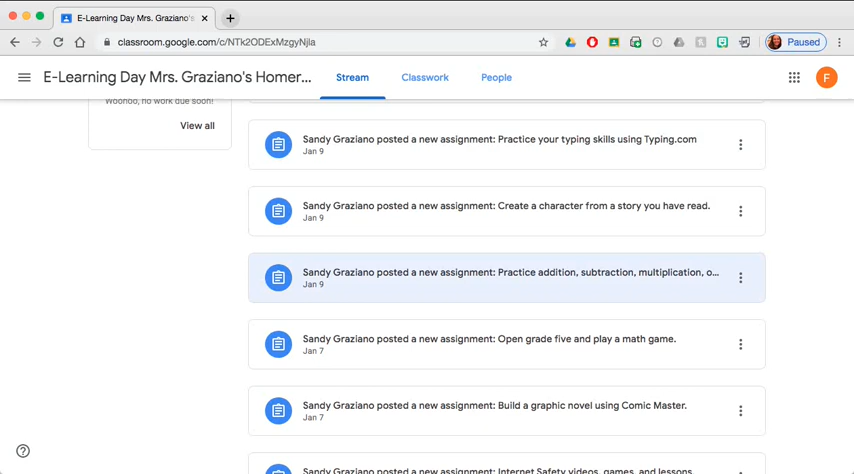 E-Learning Day Mrs. Graziano's
classroom.google.com/c/NTk2ODExMzgyNjIa
Paused
E-Learning Day Mrs. Graziano's Homer...
Stream
Classwork
People
F
Woohoo, no work due soon!
View all
Sandy Graziano posted a new assignment: Practice your typing skills using Typing.com
Jan 9
Sandy Graziano posted a new assignment: Create a character from a story you have read.
Jan 9
Sandy Graziano posted a new assignment: Practice addition, subtraction, multiplication, o...
Jan 9
Sandy Graziano posted a new assignment: Open grade five and play a math game.
Jan 7
Sandy Graziano posted a new assignment: Build a graphic novel using Comic Master.
Jan 7
Sandy Graziano posted a new assignment: Internet Safety videos, games, and lessons.